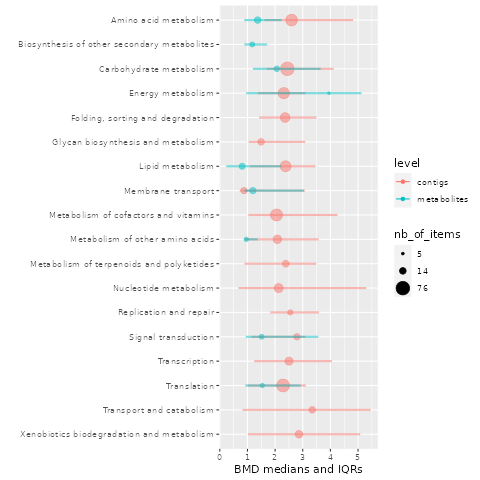 Amino acid metabolism
Biosynthesis of other secondary metabolites
Carbohydrate metabolism
Energy metabolism
Folding, sorting and degradation
Glycan biosynthesis and metabolism
Lipid metabolism
Membrane transport
Metabolism of cofactors and vitamins
Metabolism of other amino acids
Metabolism of terpenoids and polyketides
Nucleotide metabolism
Replication and repair
Signal transduction
Transcription
Translation
Transport and catabolism
Xenobiotics biodegradation and metabolism
0 1 2 3 4 5
BMD medians and IQRs
level
contigs
metabolites
nb_of_items
5
14
76